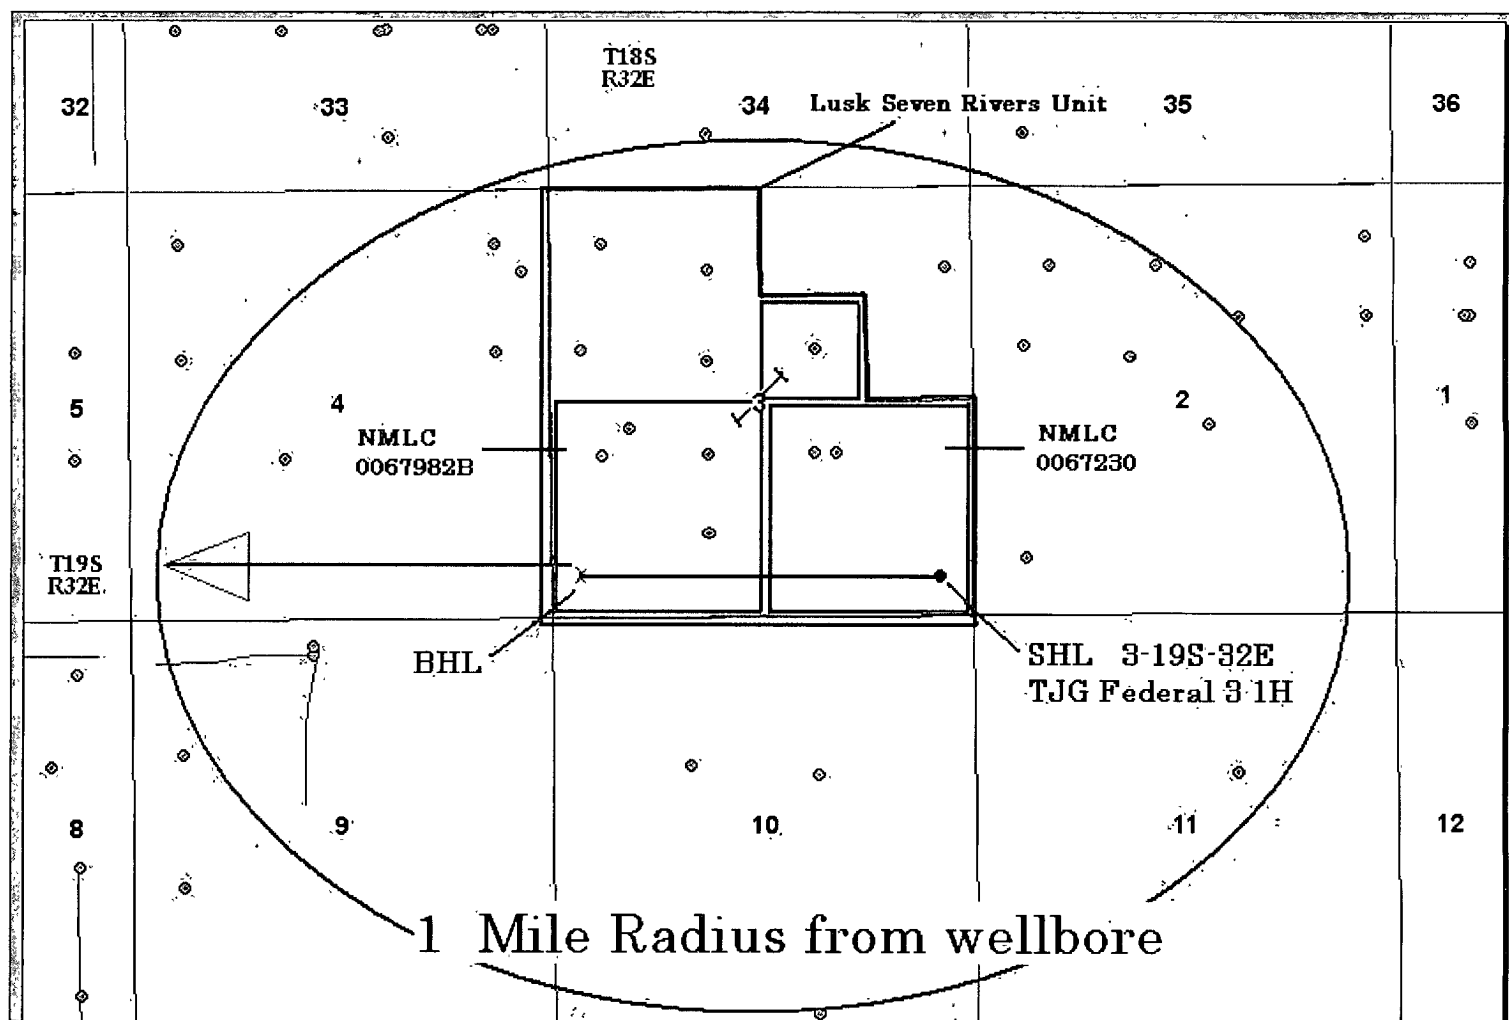 T18S
R32E
32
33
34
Lusk Seven Rivers Unit
35
36
5
4
3
2
1
NMLC
0067982B
NMLC
0067230
T19S
R32E
BHL
SHL 3-19S-32E
TJG Federal 3 1H
8
9
10
11
12
1 Mile Radius from wellbore